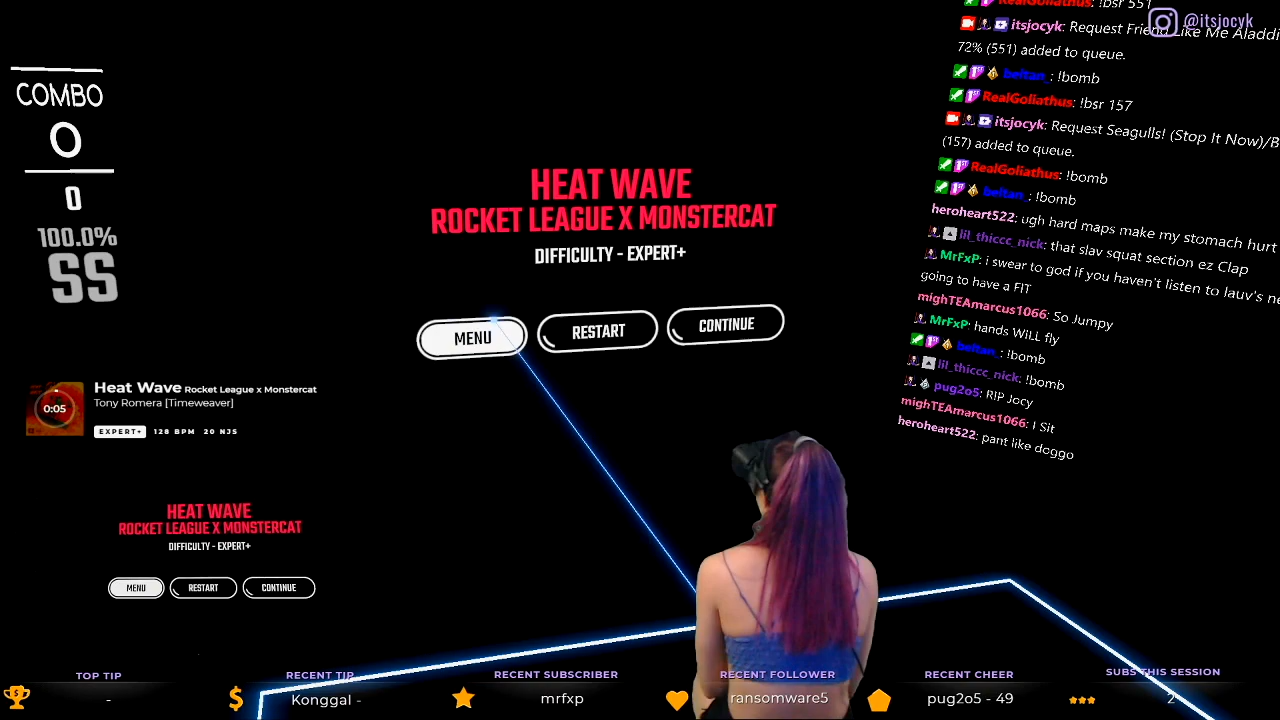 COMBO
0
0
100.0%
SS
HEAT WAVE
ROCKET LEAGUE X MONSTERCAT
DIFFICULTY - EXPERT+
MENU
RESTART
CONTINUE
Heat Wave Rocket League x Monstercat
Tony Romera [Timeweaver]
0:05
EXPERT+ 128 BPM 20 NJS
HEAT WAVE
ROCKET LEAGUE X MONSTERCAT
DIFFICULTY - EXPERT+
MENU
RESTART
CONTINUE
@itsjocyk
RealGoliathus: !bsr 551
itsjocyk: Request Friend Like Me Aladdi
72% (551) added to queue.
beltan_: !bomb
RealGoliathus: !bsr 157
itsjocyk: Request Seagulls! (Stop It Now)/B
(157) added to queue.
RealGoliathus: !bomb
beltan_: !bomb
heroheart522: ugh hard maps make my stomach hurt
lil_thiccc_nick: that slav squat section ez Clap
MrFxP: i swear to god if you haven't listen to lauv's ne
going to have a FIT
mighTEAmarcus1066: So Jumpy
MrFxP: hands WiLL fly
beltan_: !bomb
lil_thiccc_nick: !bomb
pug2o5: RIP Jocy
mighTEAmarcus1066: I Sit
heroheart522: pant like doggo
TOP TIP
-
RECENT TIP
Konggal -
RECENT SUBSCRIBER
mrfxp
RECENT FOLLOWER
ransomware5
RECENT CHEER
pug2o5 - 49
SUBS THIS SESSION
2